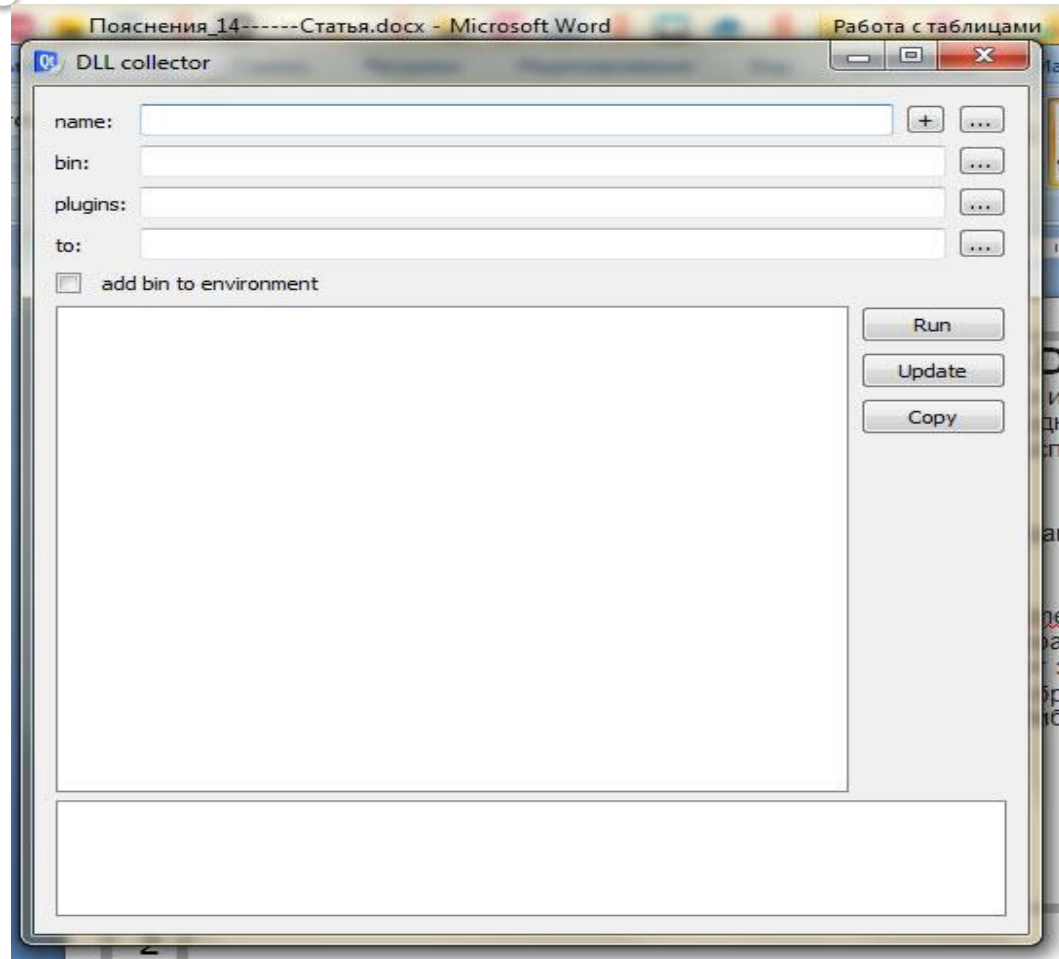 Пояснения_14------Статья.docx - Microsoft Word
Работа с таблицами
DLL collector
name:
+
...
bin:
...
plugins:
...
to:
...
add bin to environment
Run
Update
Copy
2